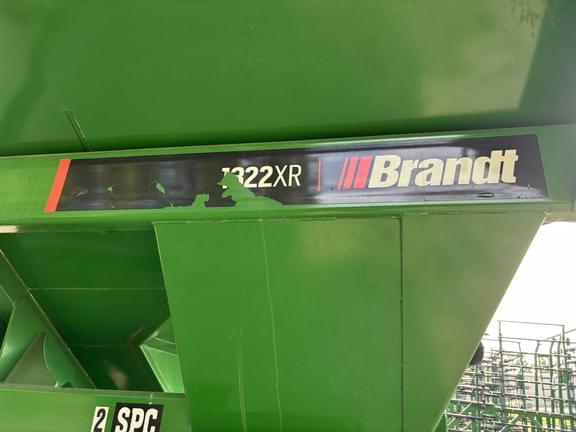 1322XR Brandt
2 SPC